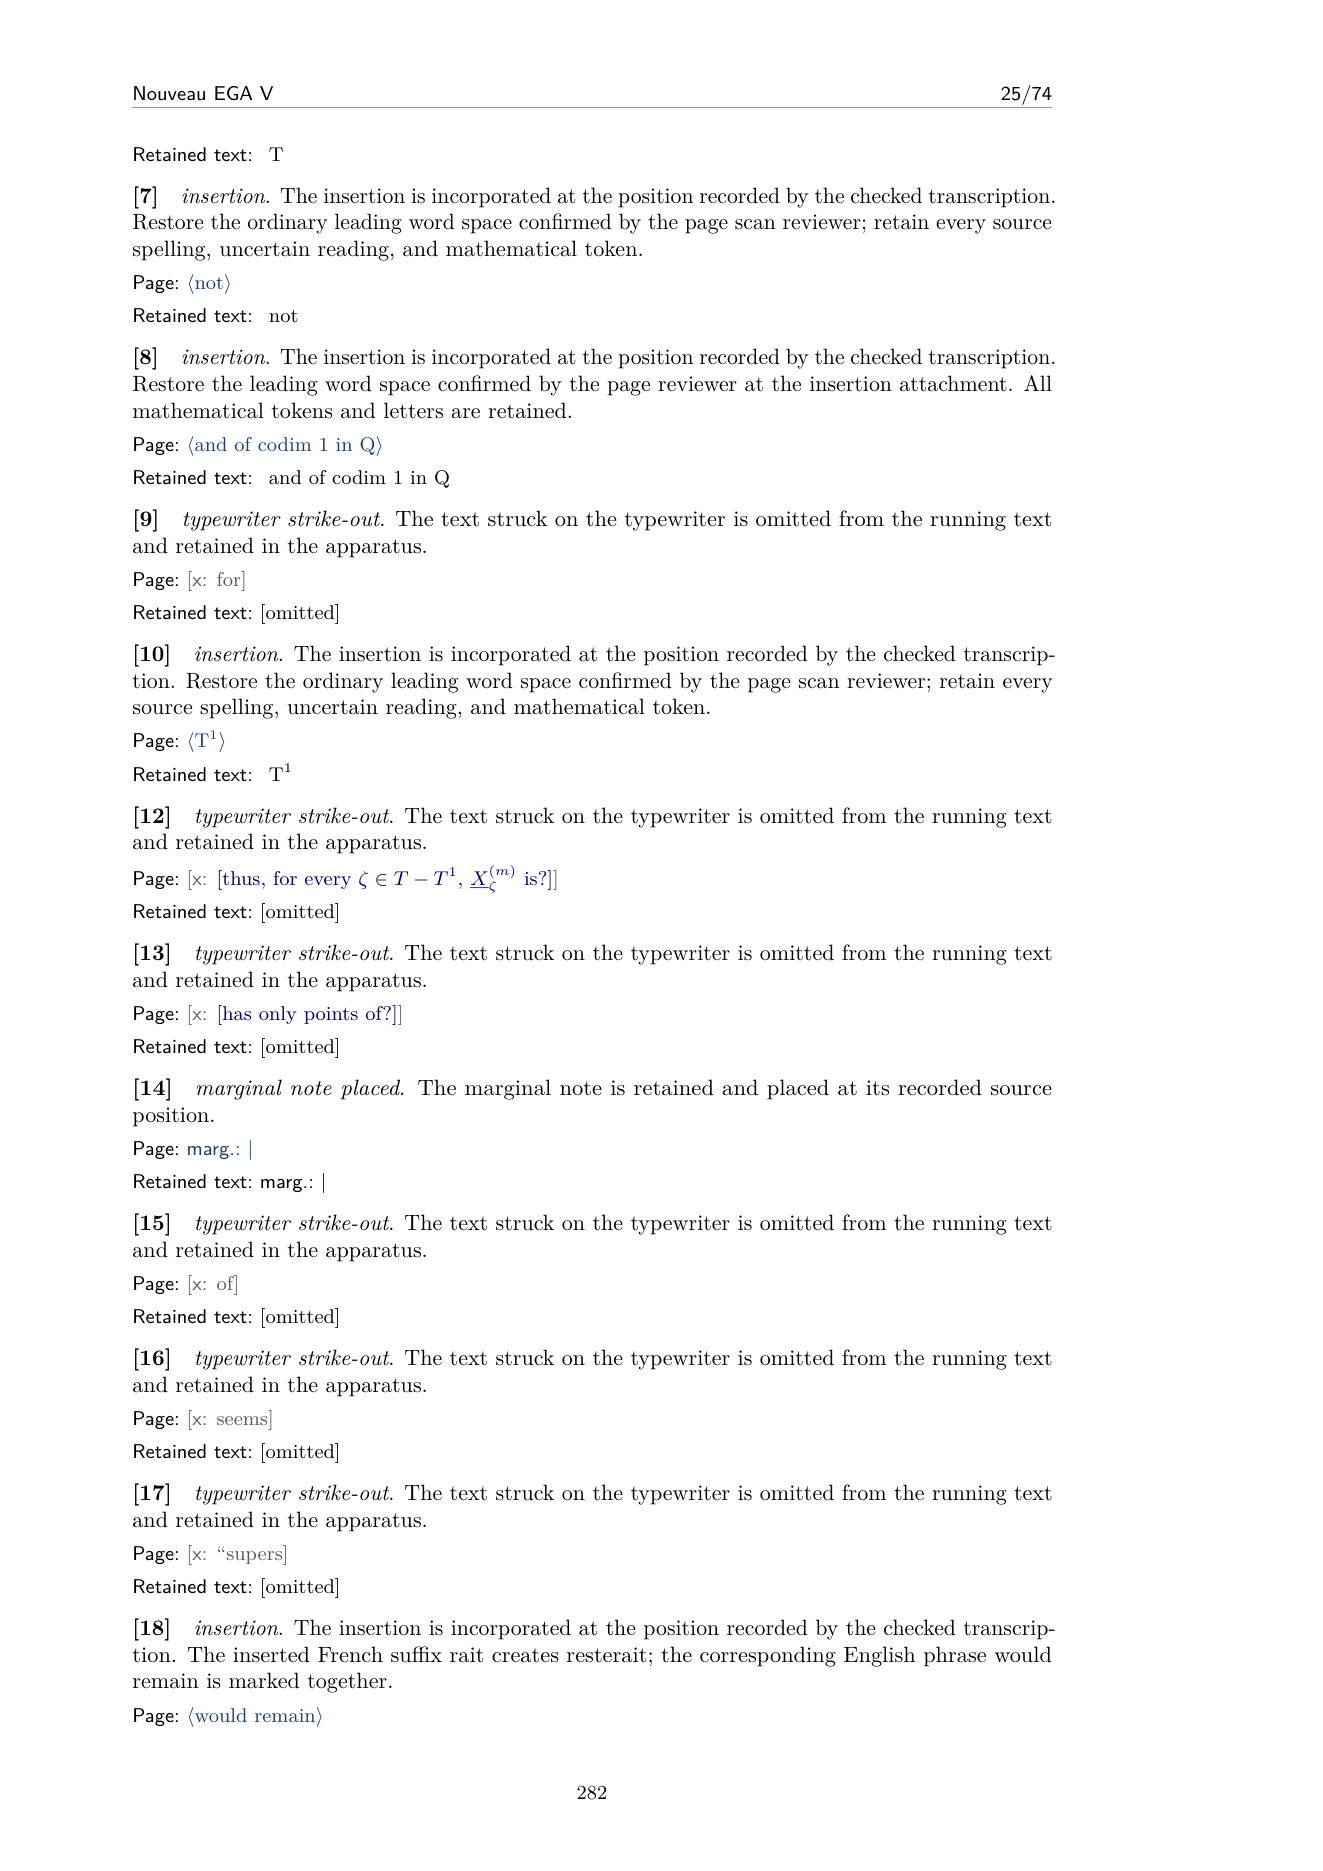 Nouveau EGA V 25/74
Retained text: T
[7] insertion. The insertion is incorporated at the position recorded by the checked transcription.
Restore the ordinary leading word space confirmed by the page scan reviewer; retain every source
spelling, uncertain reading, and mathematical token.
Page: ⟨not⟩
Retained text: not
[8] insertion. The insertion is incorporated at the position recorded by the checked transcription.
Restore the leading word space confirmed by the page reviewer at the insertion attachment. All
mathematical tokens and letters are retained.
Page: ⟨and of codim 1 in Q⟩
Retained text: and of codim 1 in Q
[9] typewriter strike-out. The text struck on the typewriter is omitted from the running text
and retained in the apparatus.
Page: [x: for]
Retained text: [omitted]
[10] insertion. The insertion is incorporated at the position recorded by the checked transcrip-
tion. Restore the ordinary leading word space confirmed by the page scan reviewer; retain every
source spelling, uncertain reading, and mathematical token.
Page: ⟨T¹⟩
Retained text: T¹
[12] typewriter strike-out. The text struck on the typewriter is omitted from the running text
and retained in the apparatus.
Page: [x: [thus, for every ζ ∈ T − T¹, X̲_ζ^(m) is?]]
Retained text: [omitted]
[13] typewriter strike-out. The text struck on the typewriter is omitted from the running text
and retained in the apparatus.
Page: [x: [has only points of?]]
Retained text: [omitted]
[14] marginal note placed. The marginal note is retained and placed at its recorded source
position.
Page: marg.: |
Retained text: marg.: |
[15] typewriter strike-out. The text struck on the typewriter is omitted from the running text
and retained in the apparatus.
Page: [x: of]
Retained text: [omitted]
[16] typewriter strike-out. The text struck on the typewriter is omitted from the running text
and retained in the apparatus.
Page: [x: seems]
Retained text: [omitted]
[17] typewriter strike-out. The text struck on the typewriter is omitted from the running text
and retained in the apparatus.
Page: [x: “supers]
Retained text: [omitted]
[18] insertion. The insertion is incorporated at the position recorded by the checked transcrip-
tion. The inserted French suffix rait creates resterait; the corresponding English phrase would
remain is marked together.
Page: ⟨would remain⟩
282